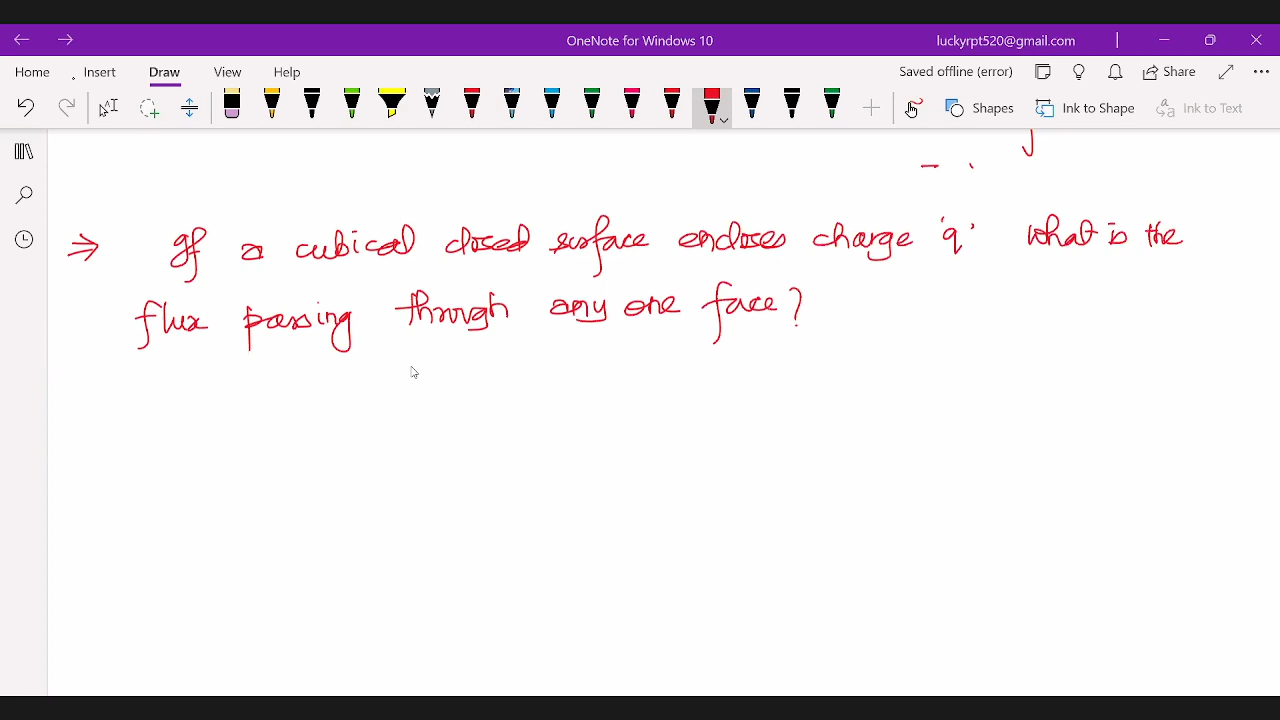 OneNote for Windows 10
luckyrpt520@gmail.com
Home Insert Draw View Help
Saved offline (error)
Share
Shapes
Ink to Shape
Ink to Text
⇒ If a cubical closed surface encloses charge 'q' what is the
flux passing through any one face?